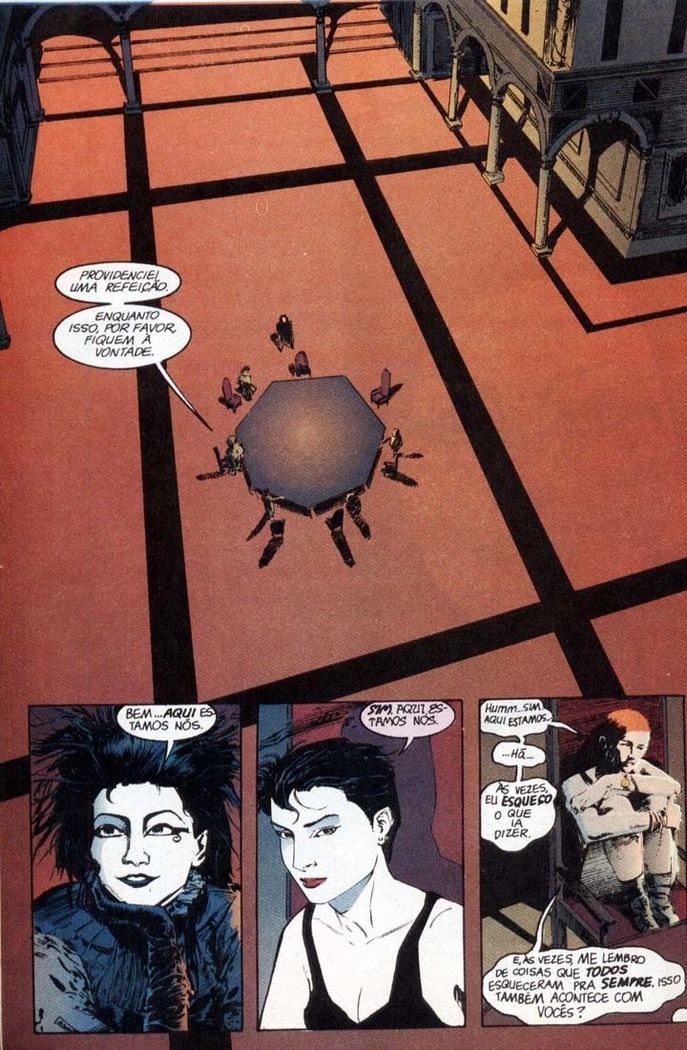 PROVIDENCIEI
UMA REFEIÇÃO.
ENQUANTO
ISSO, POR FAVOR,
FIQUEM À
VONTADE.
BEM...AQUI ES-
TAMOS NÓS.
SIM. AQUI ES-
TAMOS NÓS.
HUMM...SIM.
AQUI ESTAMOS.
...HÃ...
ÀS VEZES,
EU ESQUEÇO
O QUE
IA
DIZER.
E, ÀS VEZES, ME LEMBRO
DE COISAS QUE TODOS
ESQUECERAM PRA SEMPRE. ISSO
TAMBÉM ACONTECE COM
VOCÊS?